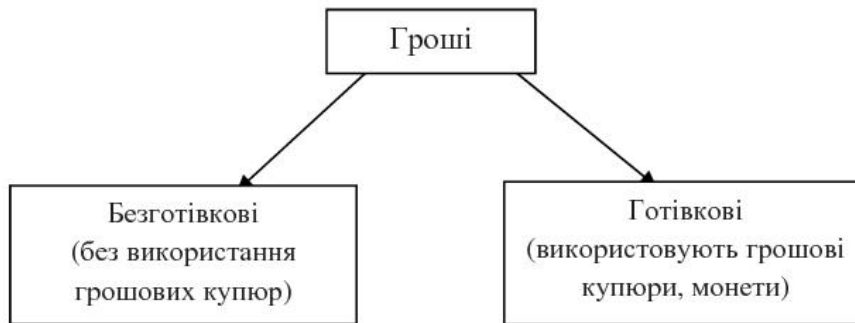 Гроші
Безготівкові
(без використання
грошових купюр)
Готівкові
(використовують грошові
купюри, монети)